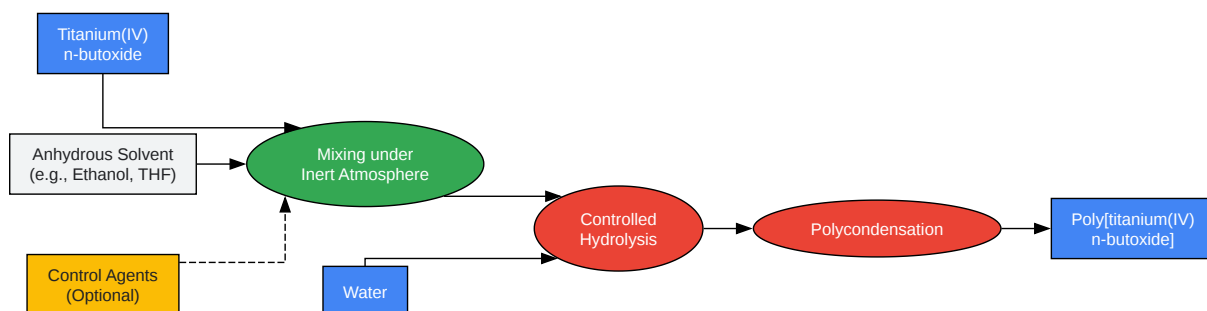 Titanium(IV)
n-butoxide
Anhydrous Solvent
(e.g., Ethanol, THF)
Mixing under
Inert Atmosphere
Control Agents
(Optional)
Water
Controlled
Hydrolysis
Polycondensation
Poly[titanium(IV)
n-butoxide]